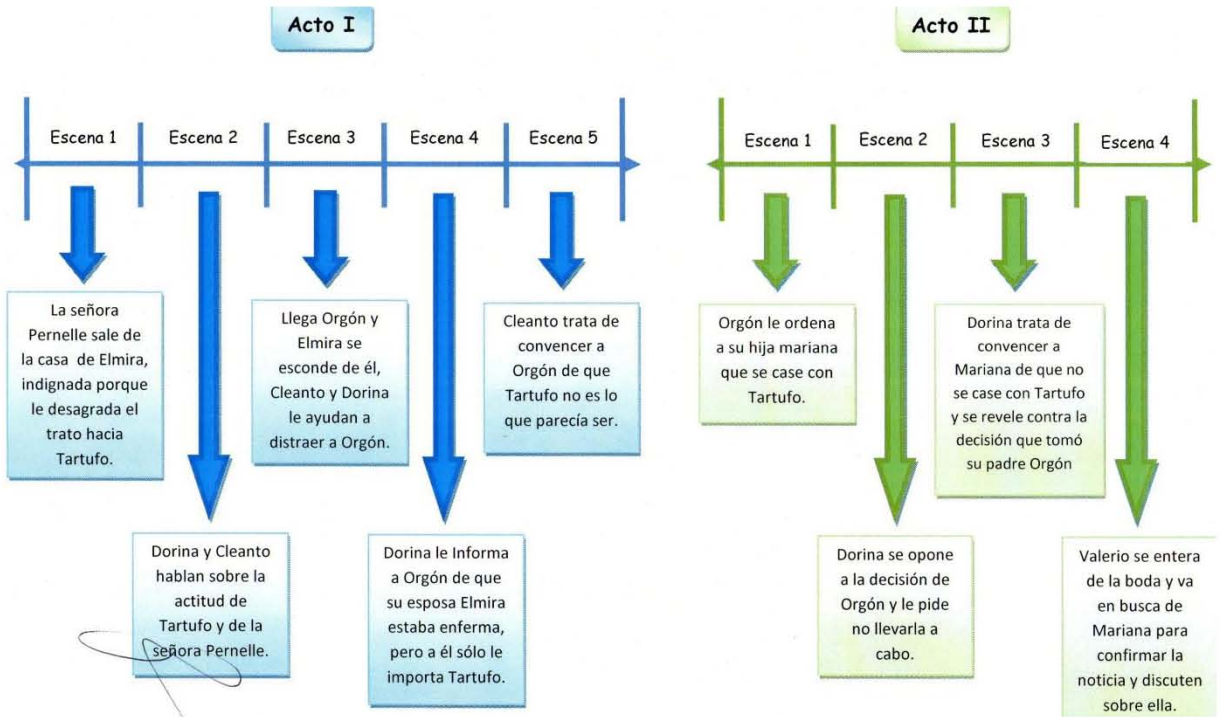 Acto I
Escena 1
Escena 2
Escena 3
Escena 4
Escena 5
La señora
Pernelle sale de
la casa de Elmira,
indignada porque
le desagrada el
trato hacia
Tartufo.
Dorina y Cleanto
hablan sobre la
actitud de
Tartufo y de la
señora Pernelle.
Llega Orgón y
Elmira se
esconde de él,
Cleanto y Dorina
le ayudan a
distraer a Orgón.
Dorina le Informa
a Orgón de que
su esposa Elmira
estaba enferma,
pero a él sólo le
importa Tartufo.
Cleanto trata de
convencer a
Orgón de que
Tartufo no es lo
que parecía ser.
Acto II
Escena 1
Escena 2
Escena 3
Escena 4
Orgón le ordena
a su hija mariana
que se case con
Tartufo.
Dorina se opone
a la decisión de
Orgón y le pide
no llevarla a
cabo.
Dorina trata de
convencer a
Mariana de que no
se case con Tartufo
y se revele contra la
decisión que tomó
su padre Orgón
Valerio se entera
de la boda y va
en busca de
Mariana para
confirmar la
noticia y discuten
sobre ella.